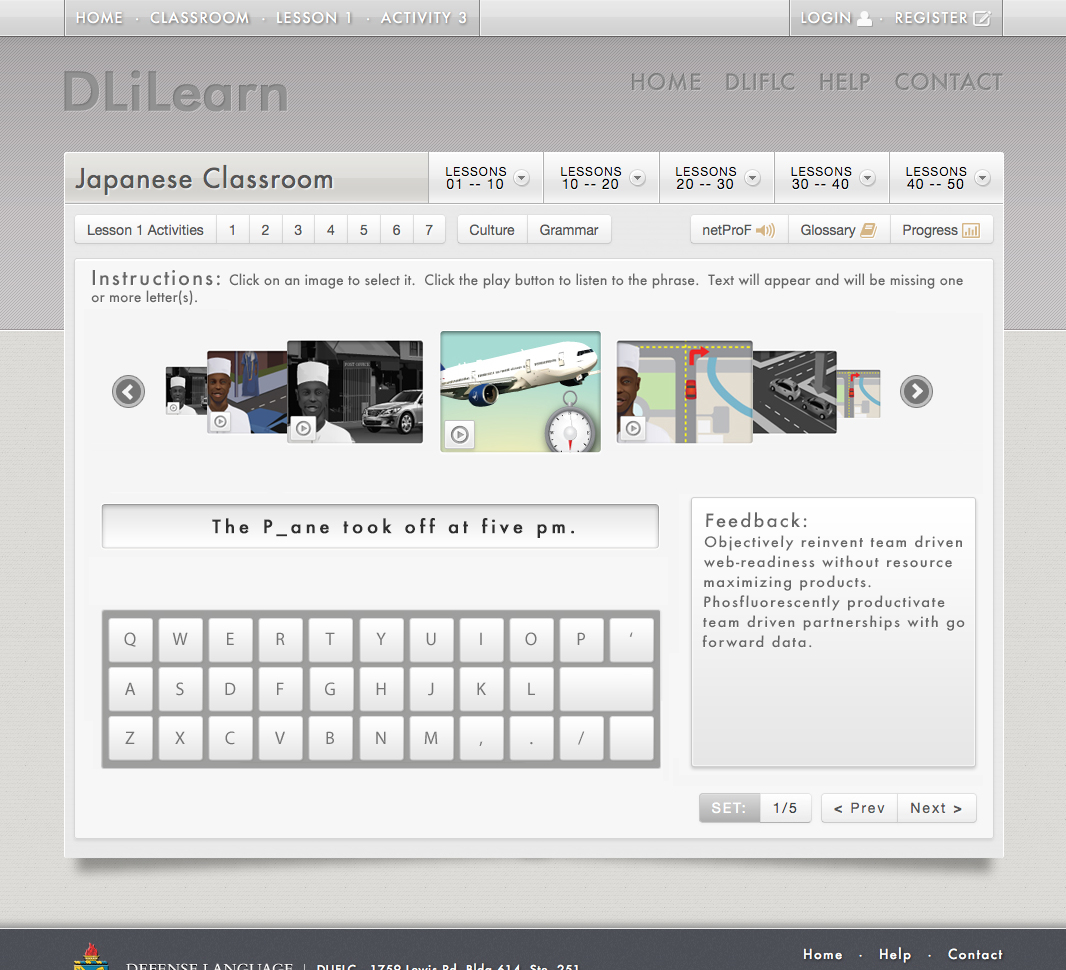 HOME · CLASSROOM · LESSON 1 · ACTIVITY 3
LOGIN · REGISTER
DLiLearn
HOME DLIFLC HELP CONTACT
Japanese Classroom
LESSONS 01 -- 10
LESSONS 10 -- 20
LESSONS 20 -- 30
LESSONS 30 -- 40
LESSONS 40 -- 50
Lesson 1 Activities 1 2 3 4 5 6 7
Culture Grammar
netProF Glossary Progress
Instructions: Click on an image to select it. Click the play button to listen to the phrase. Text will appear and will be missing one
or more letter(s).
POST OFFICE
The P_ane took off at five pm.
Q W E R T Y U I O P ‘
A S D F G H J K L
Z X C V B N M , . /
Feedback:
Objectively reinvent team driven
web-readiness without resource
maximizing products.
Phosfluorescently productivate
team driven partnerships with go
forward data.
SET: 1/5 < Prev Next >
Home · Help · Contact
DEFENSE LANGUAGE | DLIFLC 1759 Lewis Rd. Bldg 614, Ste. 251